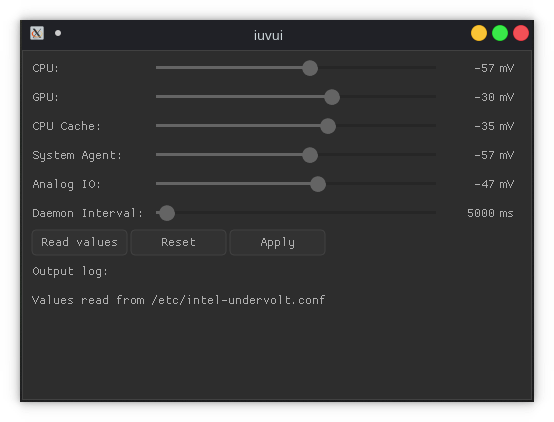 iuvui
CPU: -57 mV
GPU: -30 mV
CPU Cache: -35 mV
System Agent: -57 mV
Analog IO: -47 mV
Daemon Interval: 5000 ms
Read values Reset Apply
Output log:
Values read from /etc/intel-undervolt.conf